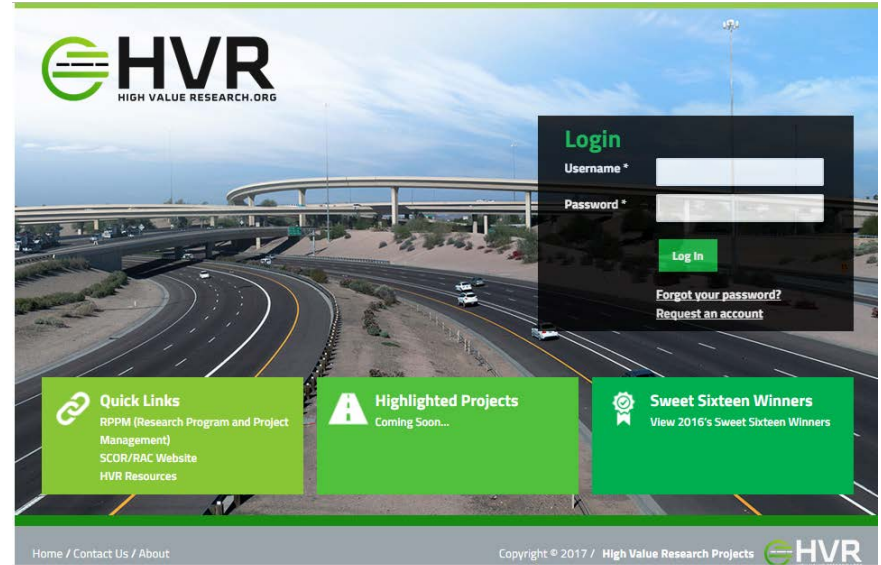 HVR
HIGH VALUE RESEARCH.ORG
Login
Username *
Password *
Log In
Forgot your password?
Request an account
Quick Links
RPPM (Research Program and Project
Management)
SCOR/RAC Website
HVR Resources
Highlighted Projects
Coming Soon...
Sweet Sixteen Winners
View 2016's Sweet Sixteen Winners
Home / Contact Us / About
Copyright © 2017 / High Value Research Projects
HVR